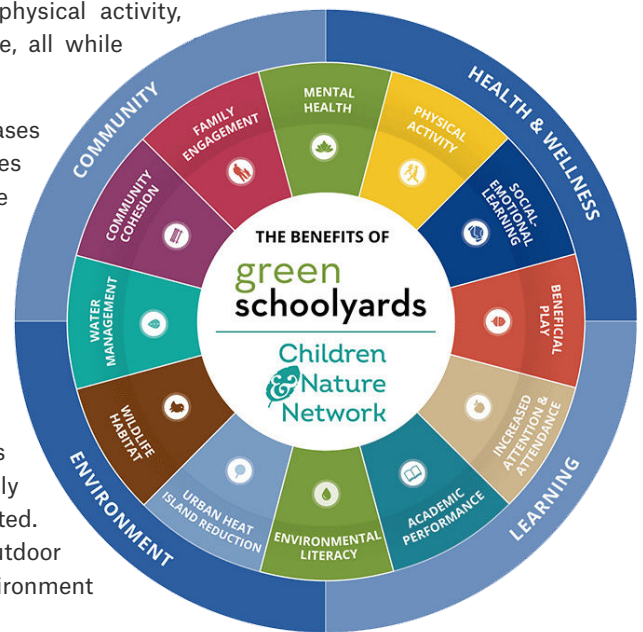 physical activity,
e, all while
ases
es
e
s
ly
ted.
utdoor
ironment
COMMUNITY
HEALTH & WELLNESS
LEARNING
ENVIRONMENT
MENTAL
HEALTH
PHYSICAL
ACTIVITY
SOCIAL-
EMOTIONAL
LEARNING
BENEFICIAL
PLAY
INCREASED
ATTENTION &
ATTENDANCE
ACADEMIC
PERFORMANCE
ENVIRONMENTAL
LITERACY
URBAN HEAT
ISLAND REDUCTION
WILDLIFE
HABITAT
WATER
MANAGEMENT
COMMUNITY
COHESION
FAMILY
ENGAGEMENT
THE BENEFITS OF
green
schoolyards
Children
& Nature
Network